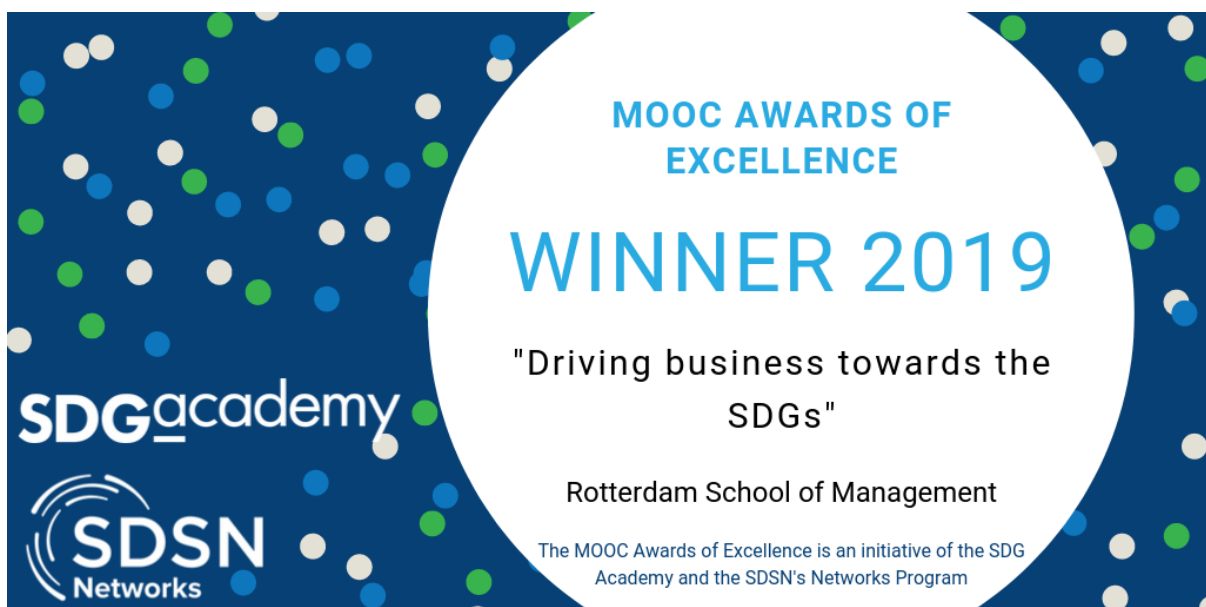 MOOC AWARDS OF
EXCELLENCE
WINNER 2019
"Driving business towards the
SDGs"
Rotterdam School of Management
The MOOC Awards of Excellence is an initiative of the SDG
Academy and the SDSN's Networks Program
SDGacademy
SDSN
Networks